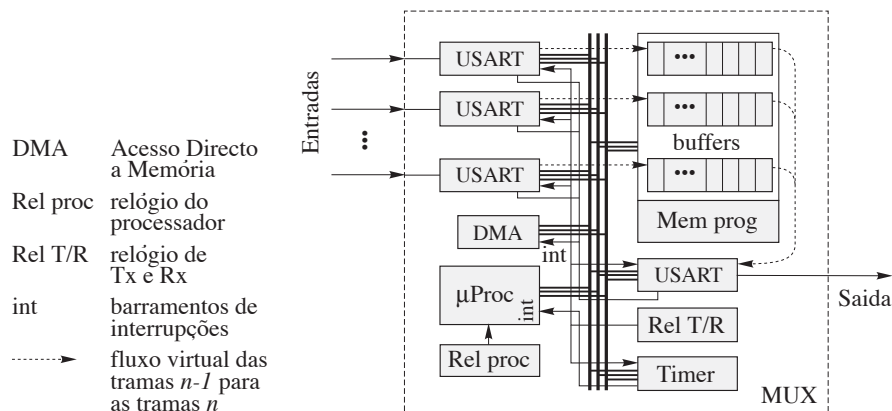 DMA Acesso Directo
a Memória
Rel proc relógio do
processador
Rel T/R relógio de
Tx e Rx
int barramentos de
interrupções
fluxo virtual das
tramas n-1 para
as tramas n
Entradas
...
USART
USART
USART
DMA
int
µProc
int
Rel proc
...
...
buffers
...
Mem prog
USART
Saida
Rel T/R
Timer
MUX